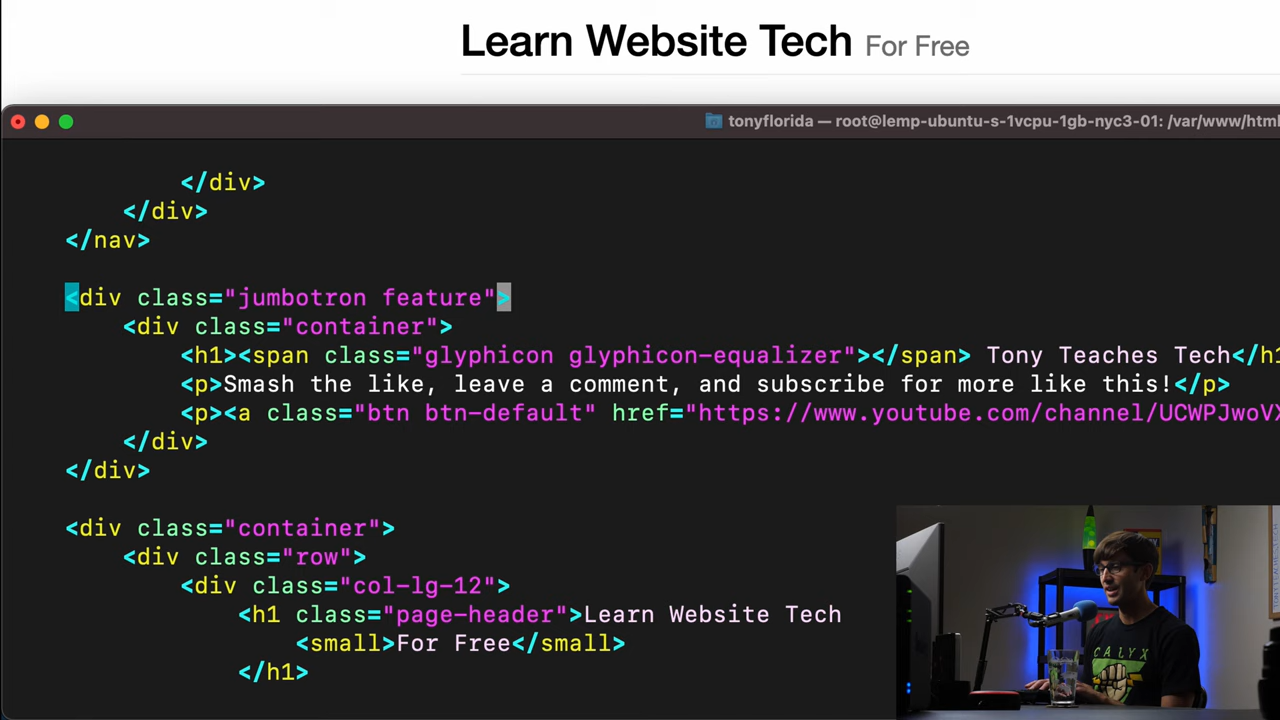 Learn Website Tech For Free
tonyflorida — root@lemp-ubuntu-s-1vcpu-1gb-nyc3-01: /var/www/html
</div>
</div>
</nav>
<div class="jumbotron feature">
<div class="container">
<h1><span class="glyphicon glyphicon-equalizer"></span> Tony Teaches Tech</h1
<p>Smash the like, leave a comment, and subscribe for more like this!</p>
<p><a class="btn btn-default" href="https://www.youtube.com/channel/UCWPJwoVX
</div>
</div>
<div class="container">
<div class="row">
<div class="col-lg-12">
<h1 class="page-header">Learn Website Tech
<small>For Free</small>
</h1>
CALYX